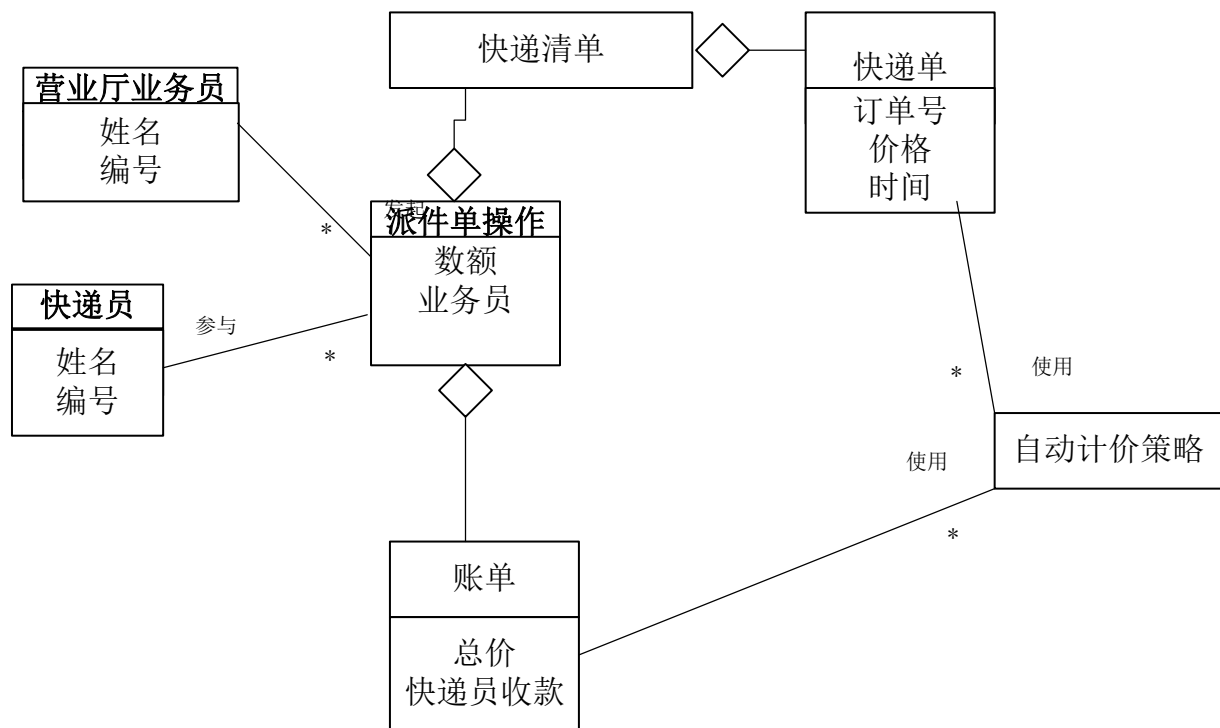 快递清单
快递单
订单号
价格
时间
营业厅业务员
姓名
编号
*
发起
派件单操作
数额
业务员
快递员
姓名
编号
参与
*
*
使用
自动计价策略
使用
*
账单
总价
快递员收款